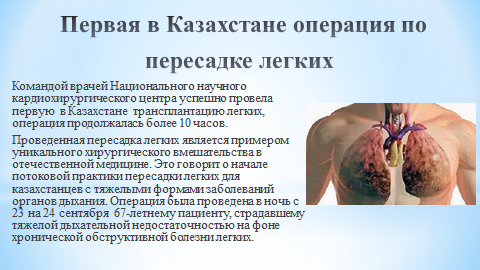 Первая в Казахстане операция по
пересадке легких
Командой врачей Национального научного
кардиохирургического центра успешно провела
первую в Казахстане трансплантацию легких,
операция продолжалась более 10 часов.
Проведенная пересадка легких является примером
уникального хирургического вмешательства в
отечественной медицине. Это говорит о начале
потоковой практики пересадки легких для
казахстанцев с тяжелыми формами заболеваний
органов дыхания. Операция была проведена в ночь с
23 на 24 сентября 67-летнему пациенту, страдавшему
тяжелой дыхательной недостаточностью на фоне
хронической обструктивной болезни легких.